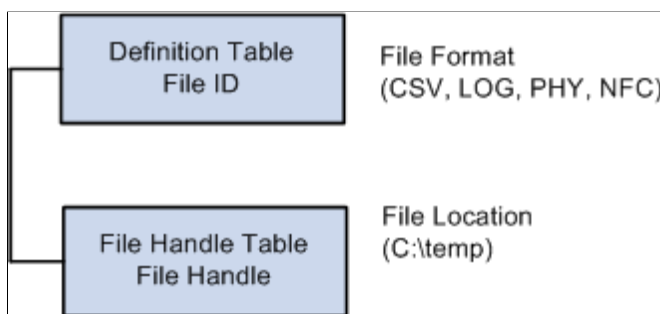 Definition Table
File ID
File Format
(CSV, LOG, PHY, NFC)
File Handle Table
File Handle
File Location
(C:\temp)